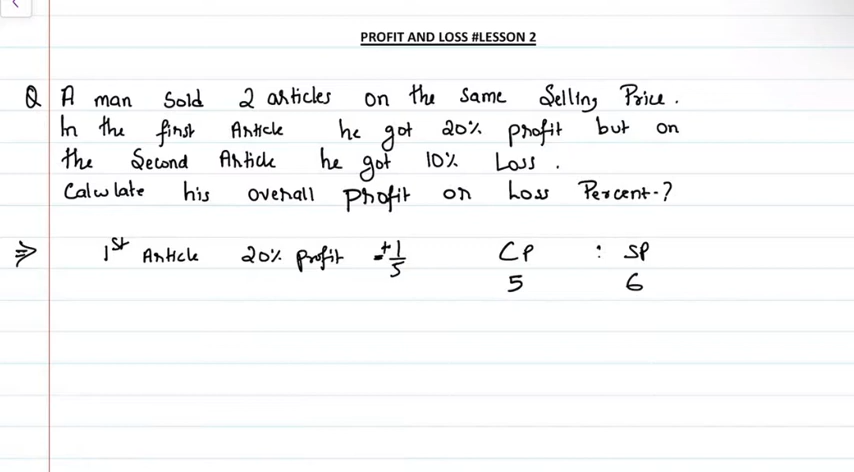 PROFIT AND LOSS #LESSON 2
Q A man sold 2 articles on the same Selling Price.
In the first Article he got 20% profit but on
the Second Article he got 10% Loss.
Calculate his overall Profit or Loss Percent-?
⇒ 1st Article 20% profit = +1/5 CP : SP
5 6